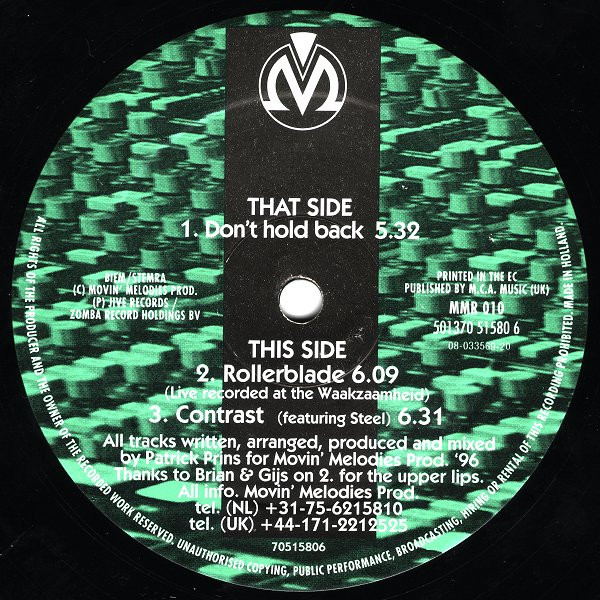 THAT SIDE
1. Don't hold back 5.32
BIEM/STEMRA
(C) MOVIN' MELODIES PROD.
(P) JIVE RECORDS /
ZOMBA RECORD HOLDINGS BV
PRINTED IN THE EC
PUBLISHED BY M.C.A. MUSIC (UK)
MMR 010
501370 51580 6
08-033563-20
THIS SIDE
2. Rollerblade 6.09
(Live recorded at the Waakzaamheid)
3. Contrast (featuring Steel) 6.31
All tracks written, arranged, produced and mixed
by Patrick Prins for Movin' Melodies Prod. '96
Thanks to Brian & Gijs on 2. for the upper lips.
All info. Movin' Melodies Prod.
tel. (NL) +31-75-6215810
tel. (UK) +44-171-2212525
70515806
ALL RIGHTS OF THE PRODUCER AND THE OWNER OF THE RECORDED WORK RESERVED. UNAUTHORISED COPYING, PUBLIC PERFORMANCE, BROADCASTING, HIRING OR RENTAL OF THIS RECORDING PROHIBITED. MADE IN HOLLAND.